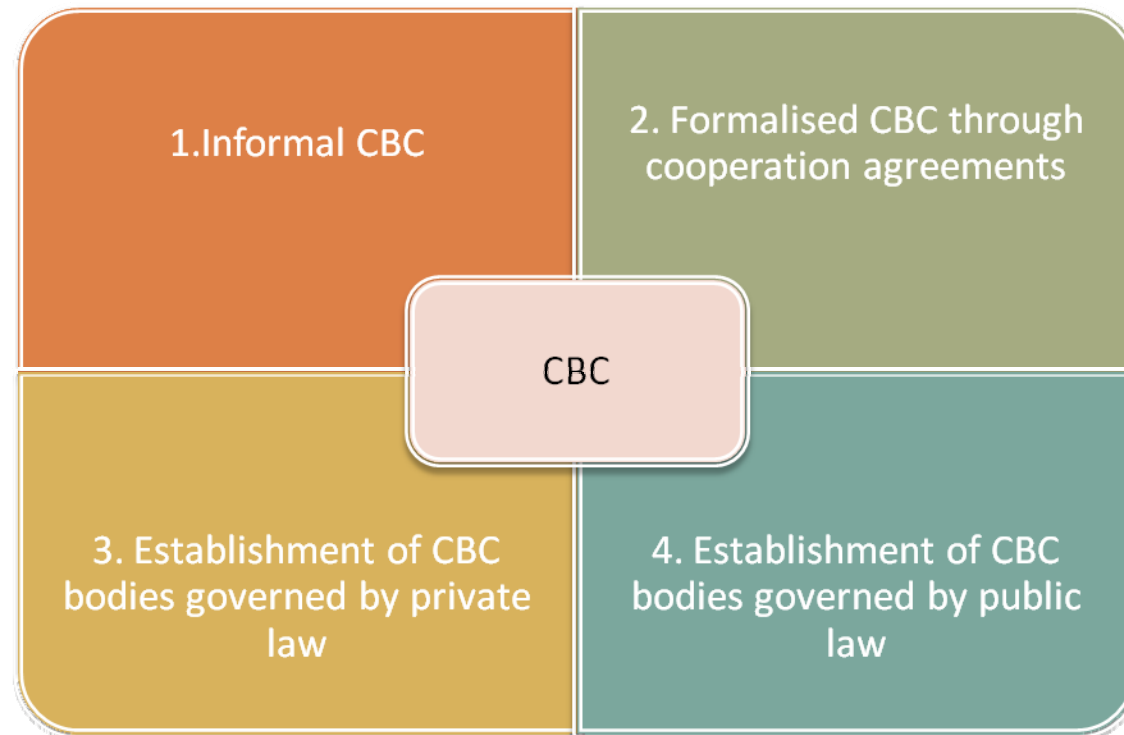 1.Informal CBC
2. Formalised CBC through
cooperation agreements
CBC
3. Establishment of CBC
bodies governed by private
law
4. Establishment of CBC
bodies governed by public
law